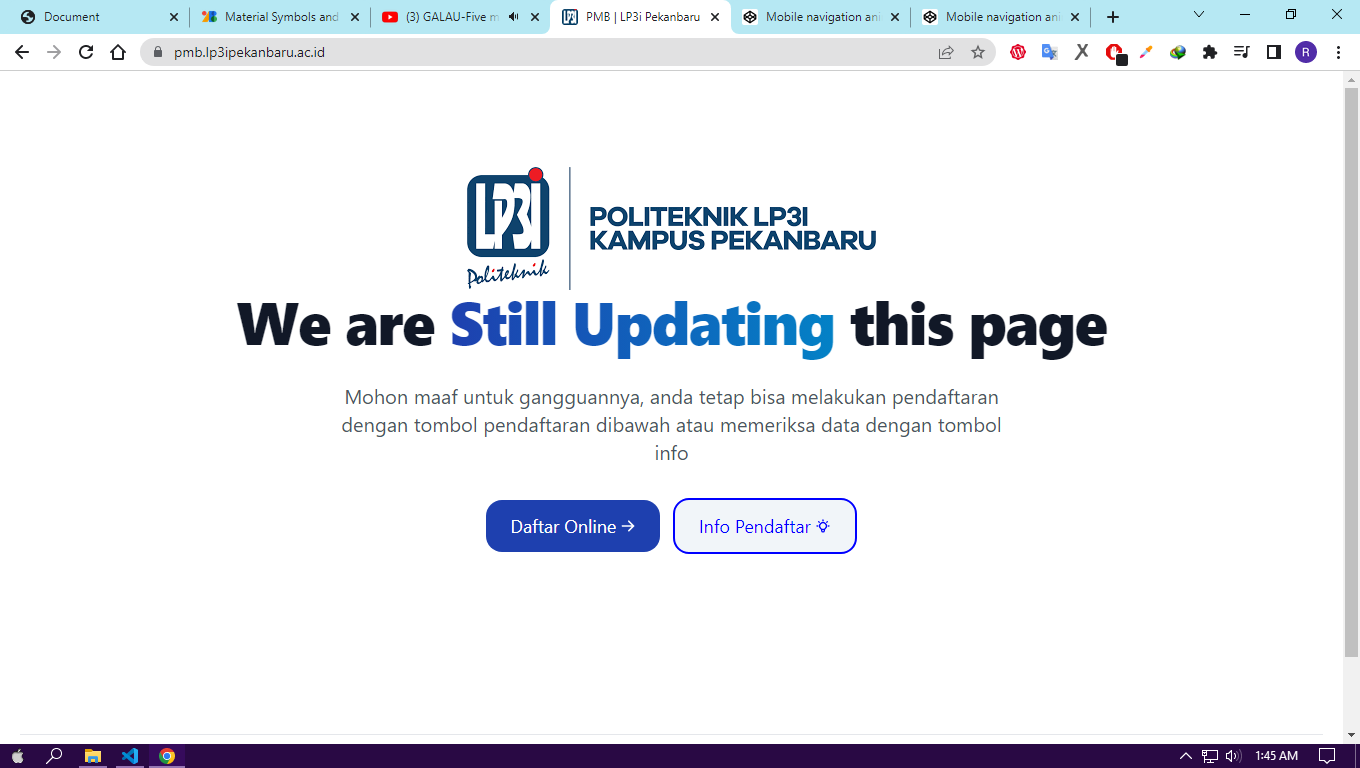 Document
Material Symbols and
(3) GALAU-Five m
PMB | LP3i Pekanbaru
Mobile navigation ani
Mobile navigation ani
pmb.lp3ipekanbaru.ac.id
R
LP3I
Politeknik
POLITEKNIK LP3I
KAMPUS PEKANBARU
We are Still Updating this page
Mohon maaf untuk gangguannya, anda tetap bisa melakukan pendaftaran
dengan tombol pendaftaran dibawah atau memeriksa data dengan tombol
info
Daftar Online →
Info Pendaftar
1:45 AM